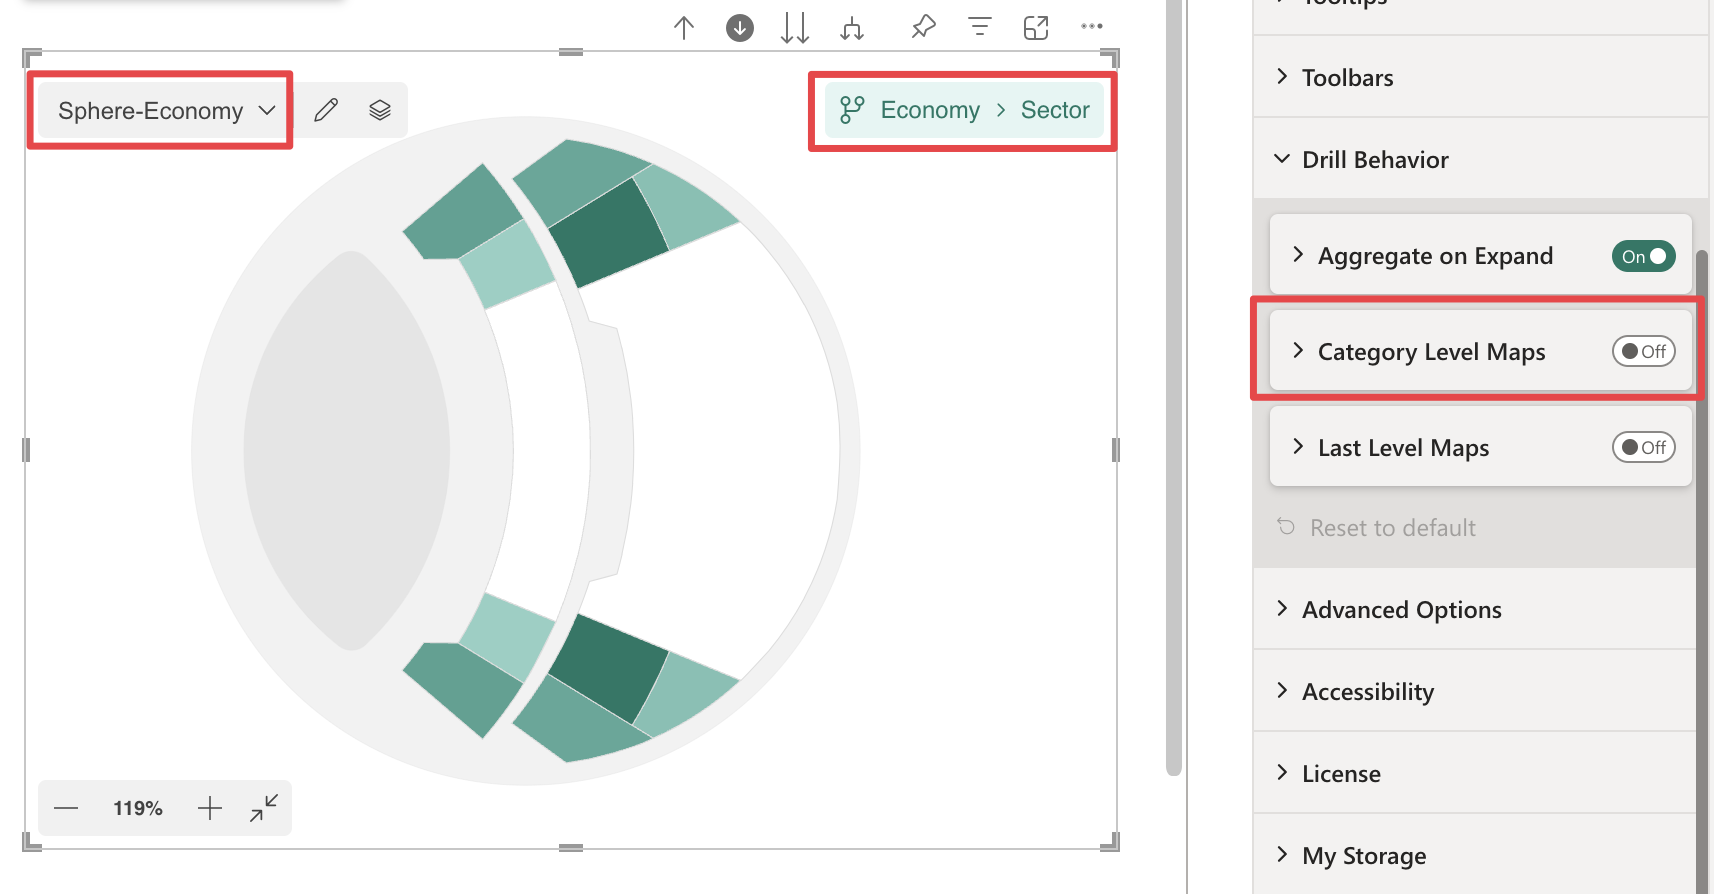 Tooltips
Toolbars
Drill Behavior
Sphere-Economy
Economy > Sector
Aggregate on Expand On
Category Level Maps Off
Last Level Maps Off
Reset to default
Advanced Options
Accessibility
License
119%
My Storage